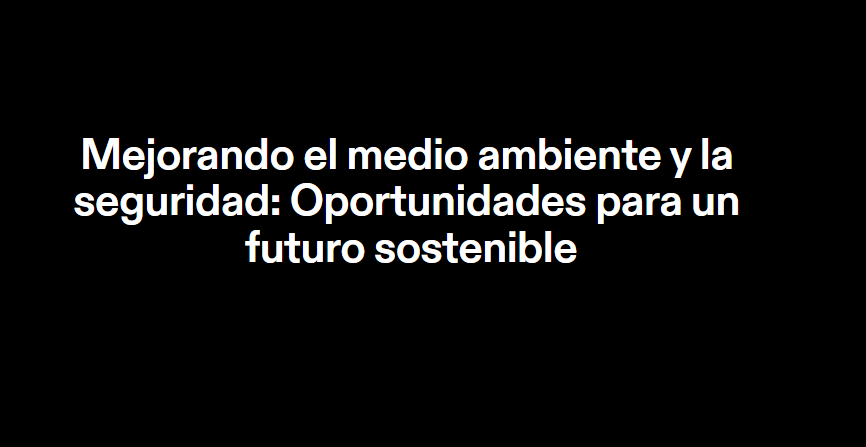 Mejorando el medio ambiente y la
seguridad: Oportunidades para un
futuro sostenible